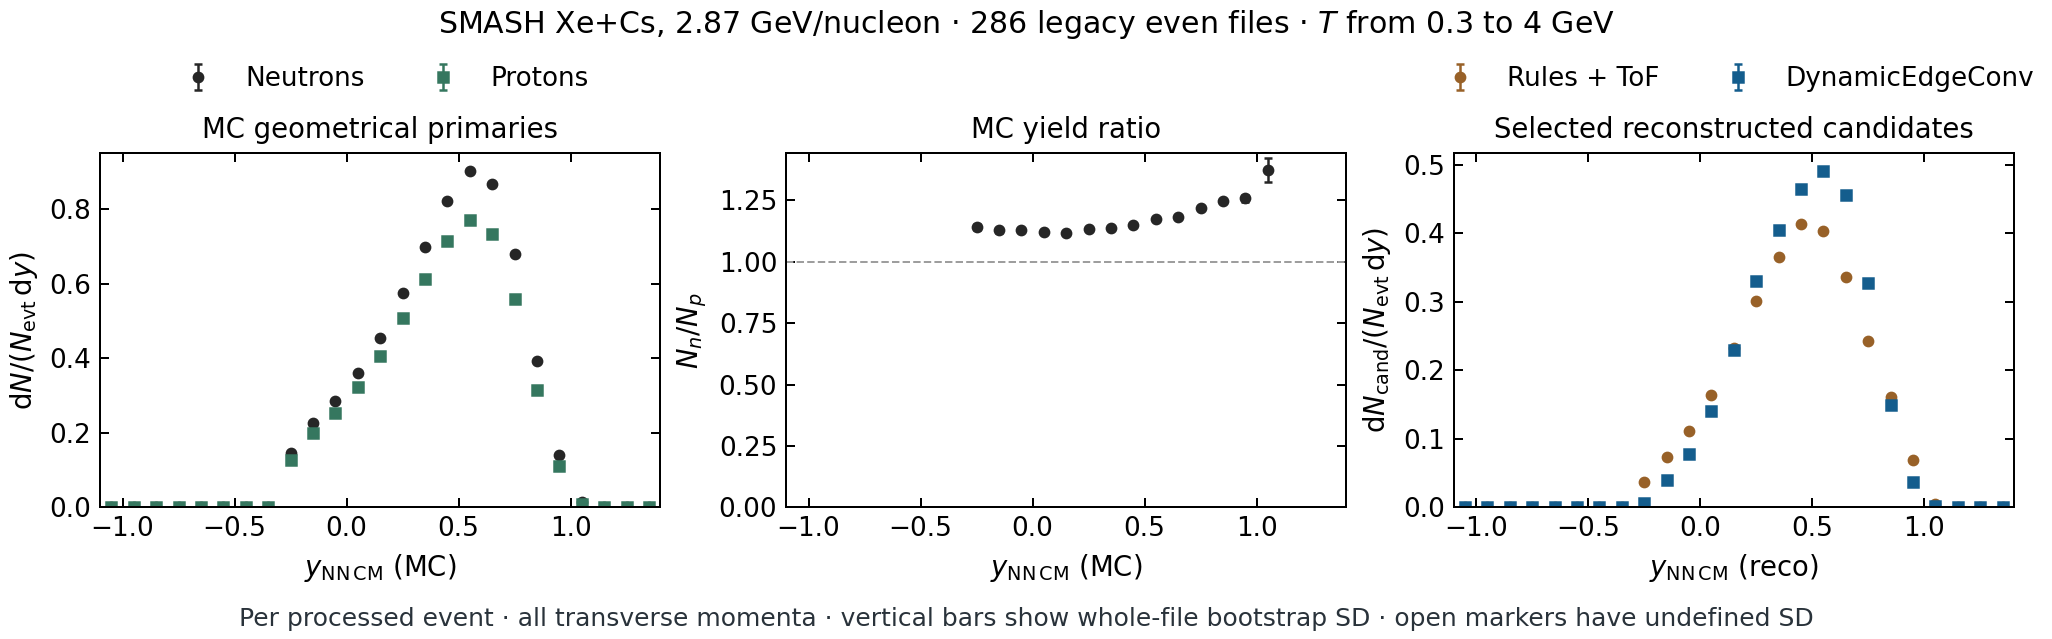 SMASH Xe+Cs, 2.87 GeV/nucleon · 286 legacy even files · T from 0.3 to 4 GeV
Neutrons
Protons
Rules + ToF
DynamicEdgeConv
MC geometrical primaries
dN/(N_evt dy)
0.8
0.6
0.4
0.2
0.0
−1.0
−0.5
0.0
0.5
1.0
y_NN CM (MC)
MC yield ratio
N_n/N_p
1.25
1.00
0.75
0.50
0.25
0.00
−1.0
−0.5
0.0
0.5
1.0
y_NN CM (MC)
Selected reconstructed candidates
dN_cand/(N_evt dy)
0.5
0.4
0.3
0.2
0.1
0.0
−1.0
−0.5
0.0
0.5
1.0
y_NN CM (reco)
Per processed event · all transverse momenta · vertical bars show whole-file bootstrap SD · open markers have undefined SD